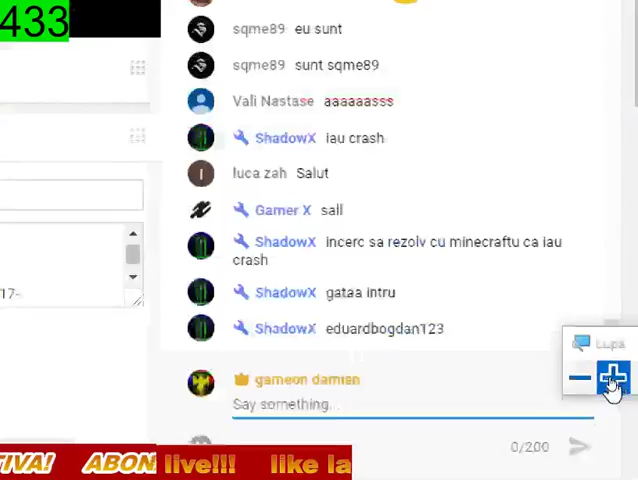 433
sqme89 eu sunt
sqme89 sunt sqme89
Vali Nastase aaaaaasss
ShadowX Iau crash
luca zah Salut
Gamer X sall
ShadowX incerc sa rezolv cu minecraftu ca iau
crash
ShadowX gataa intru
17-
ShadowX eduardbogdan123
Lupa
gameon damian
Say something...
0/200
TIVA! ABON live!!! like la